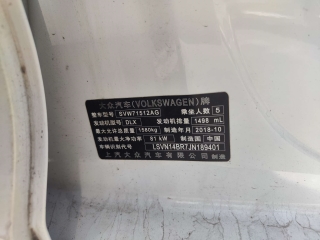 大众汽车(VOLKSWAGEN)牌
整车型号 SVW71512AG 乘坐人数 5
发动机型号 DLX 发动机排量 1498 mL
最大允许总质量 1580kg 制造年月 2018-10
发动机最大净功率 81 kW 制造国 中国
车辆识别代号 LSVN14BR7JN189401
上汽大众汽车有限公司 制造